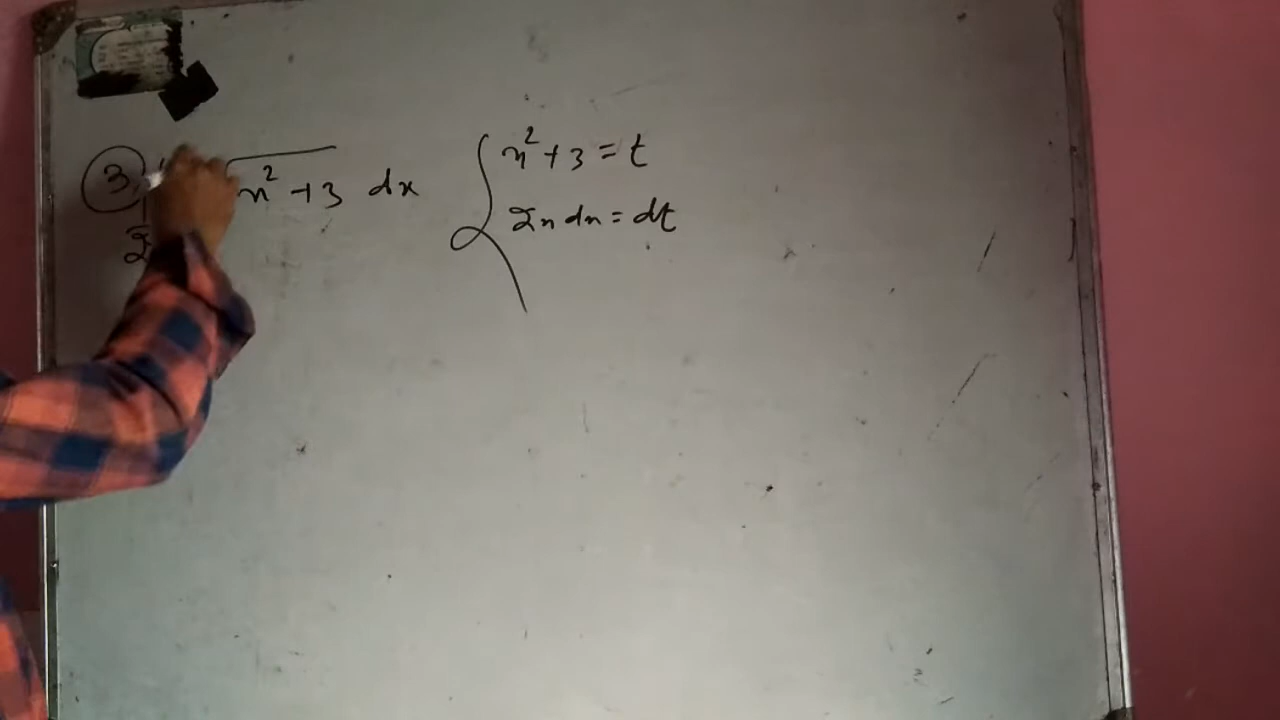 3 √x²+3 dx
x²+3=t
2x dx = dt
2